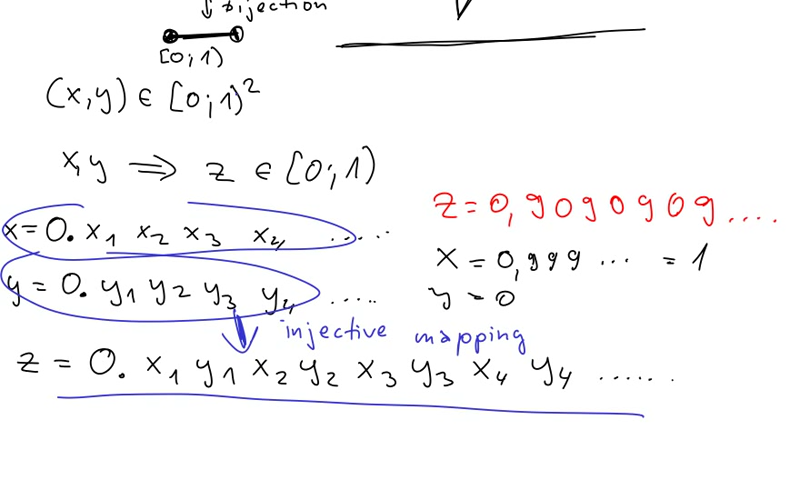 bijection
[0;1)
(x,y) ∈ [0;1)²
x,y ⟹ z ∈ [0;1)
x = 0. x₁ x₂ x₃ x₄ .....
y = 0. y₁ y₂ y₃ y₄ .....
z = 0,9090909....
x = 0,999... = 1
y = 0
injective mapping
z = 0. x₁ y₁ x₂ y₂ x₃ y₃ x₄ y₄ ......